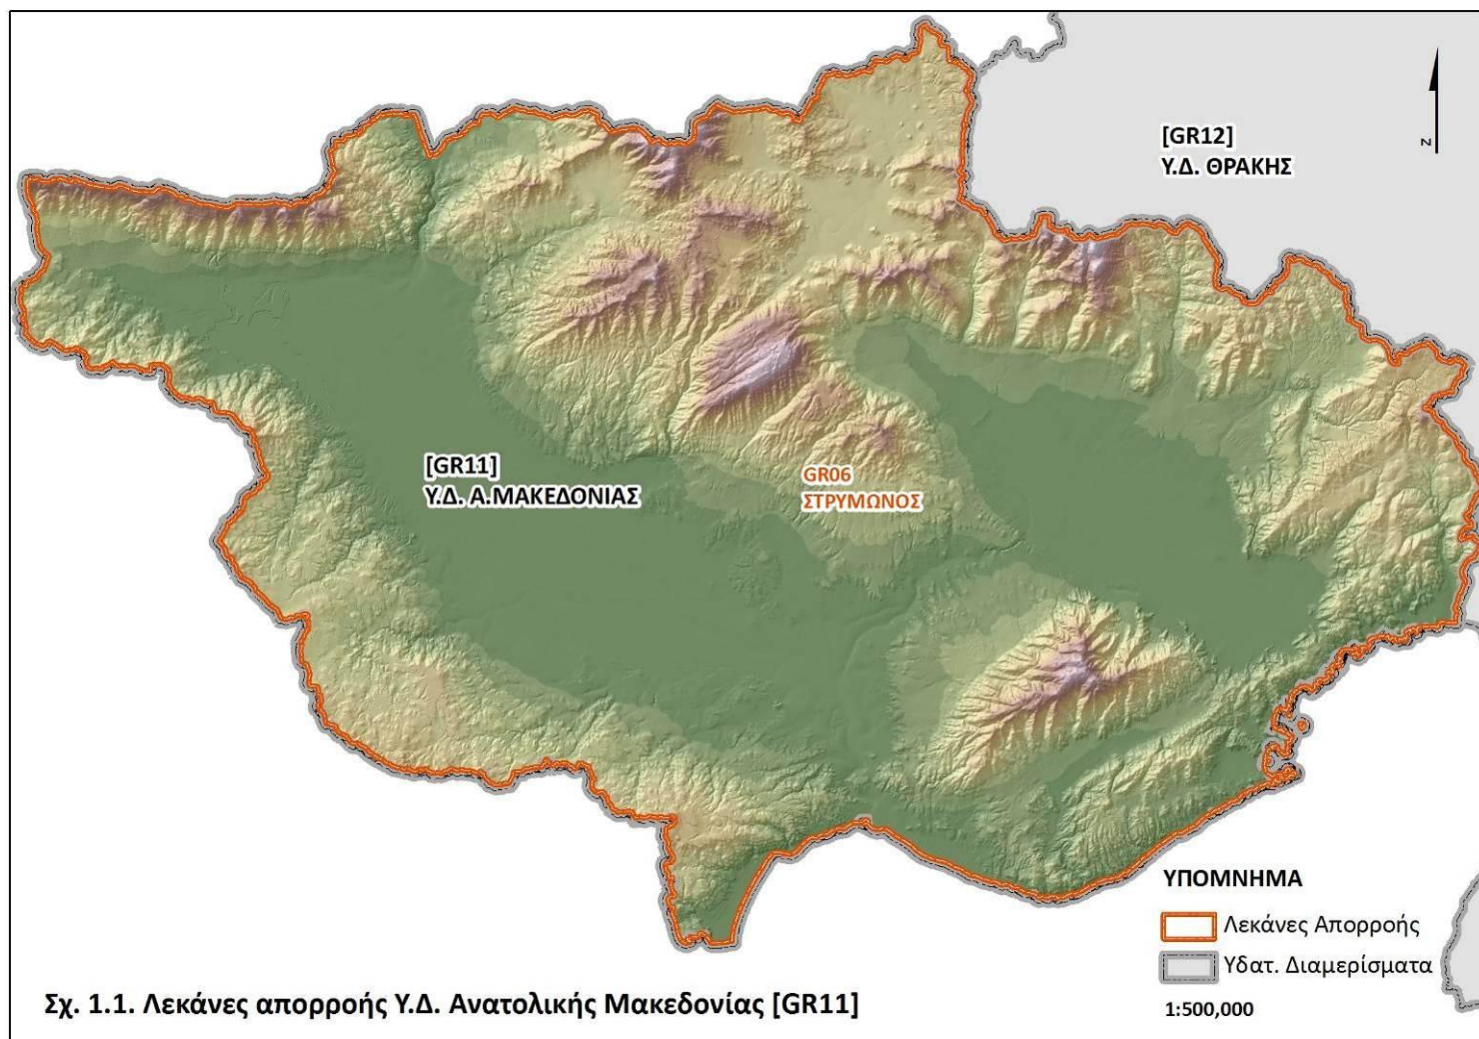 [GR12]
Υ.Δ. ΘΡΑΚΗΣ
N
[GR11]
Υ.Δ. Α.ΜΑΚΕΔΟΝΙΑΣ
GR06
ΣΤΡΥΜΩΝΟΣ
ΥΠΟΜΝΗΜΑ
Λεκάνες Απορροής
Υδατ. Διαμερίσματα
1:500,000
Σχ. 1.1. Λεκάνες απορροής Υ.Δ. Ανατολικής Μακεδονίας [GR11]